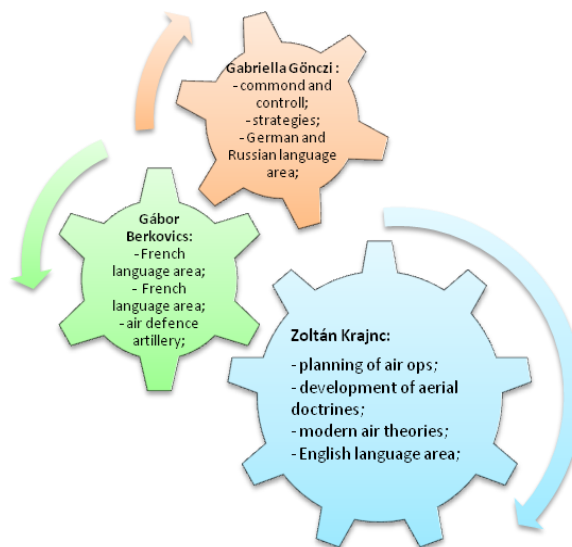 Gabriella Gönczi :
- commond and
controll;
- strategies;
- German and
Russian language
area;
Gábor
Berkovics:
- French
language area;
- French
language area;
- air defence
artillery;
Zoltán Krajnc:
- planning of air ops;
- development of aerial
doctrines;
- modern air theories;
- English language area;